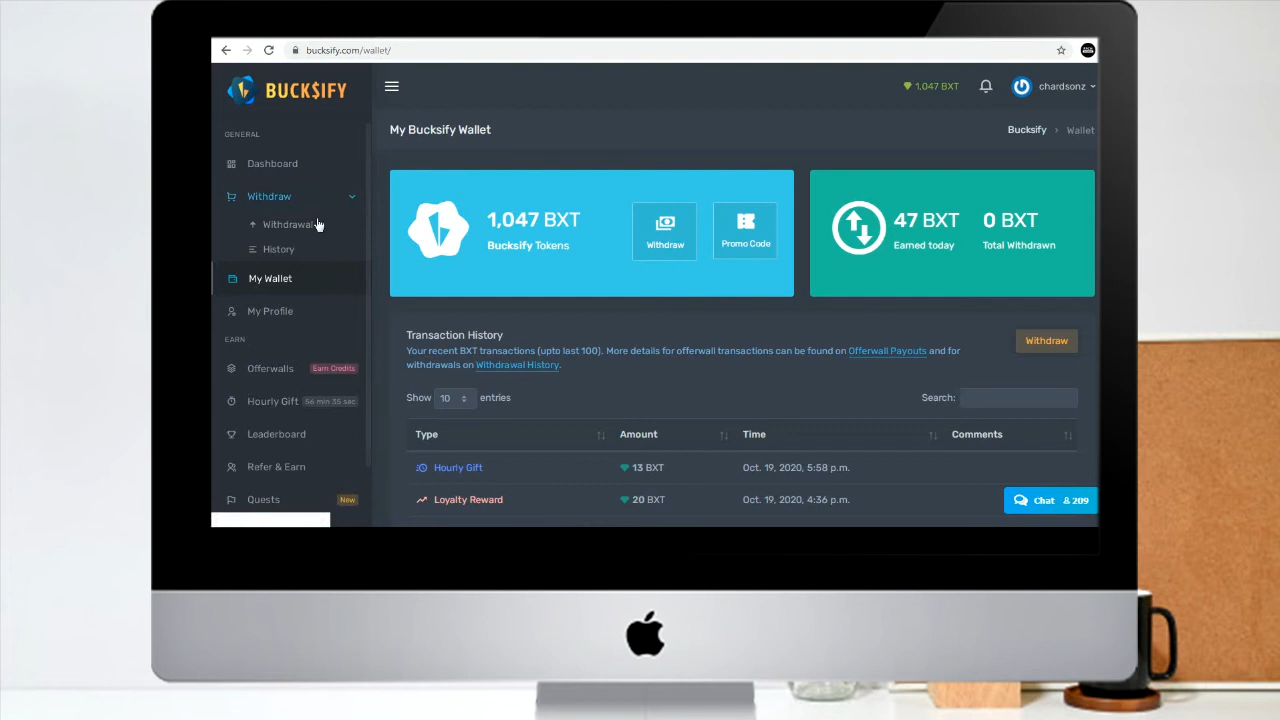 bucksify.com/wallet/
BUCK$IFY
1,047 BXT
chardsonz
GENERAL
My Bucksify Wallet
Bucksify > Wallet
Dashboard
Withdraw
Withdrawal
History
My Wallet
My Profile
EARN
Offerwalls Earn Credits
Hourly Gift 56 min 35 sec
Leaderboard
Refer & Earn
Quests New
1,047 BXT
Bucksify Tokens
Withdraw
Promo Code
47 BXT
Earned today
0 BXT
Total Withdrawn
Transaction History
Withdraw
Your recent BXT transactions (upto last 100). More details for offerwall transactions can be found on Offerwall Payouts and for
withdrawals on Withdrawal History.
Show 10 entries
Search:
Type Amount Time Comments
Hourly Gift 13 BXT Oct. 19, 2020, 5:58 p.m.
Loyalty Reward 20 BXT Oct. 19, 2020, 4:36 p.m.
Chat 209